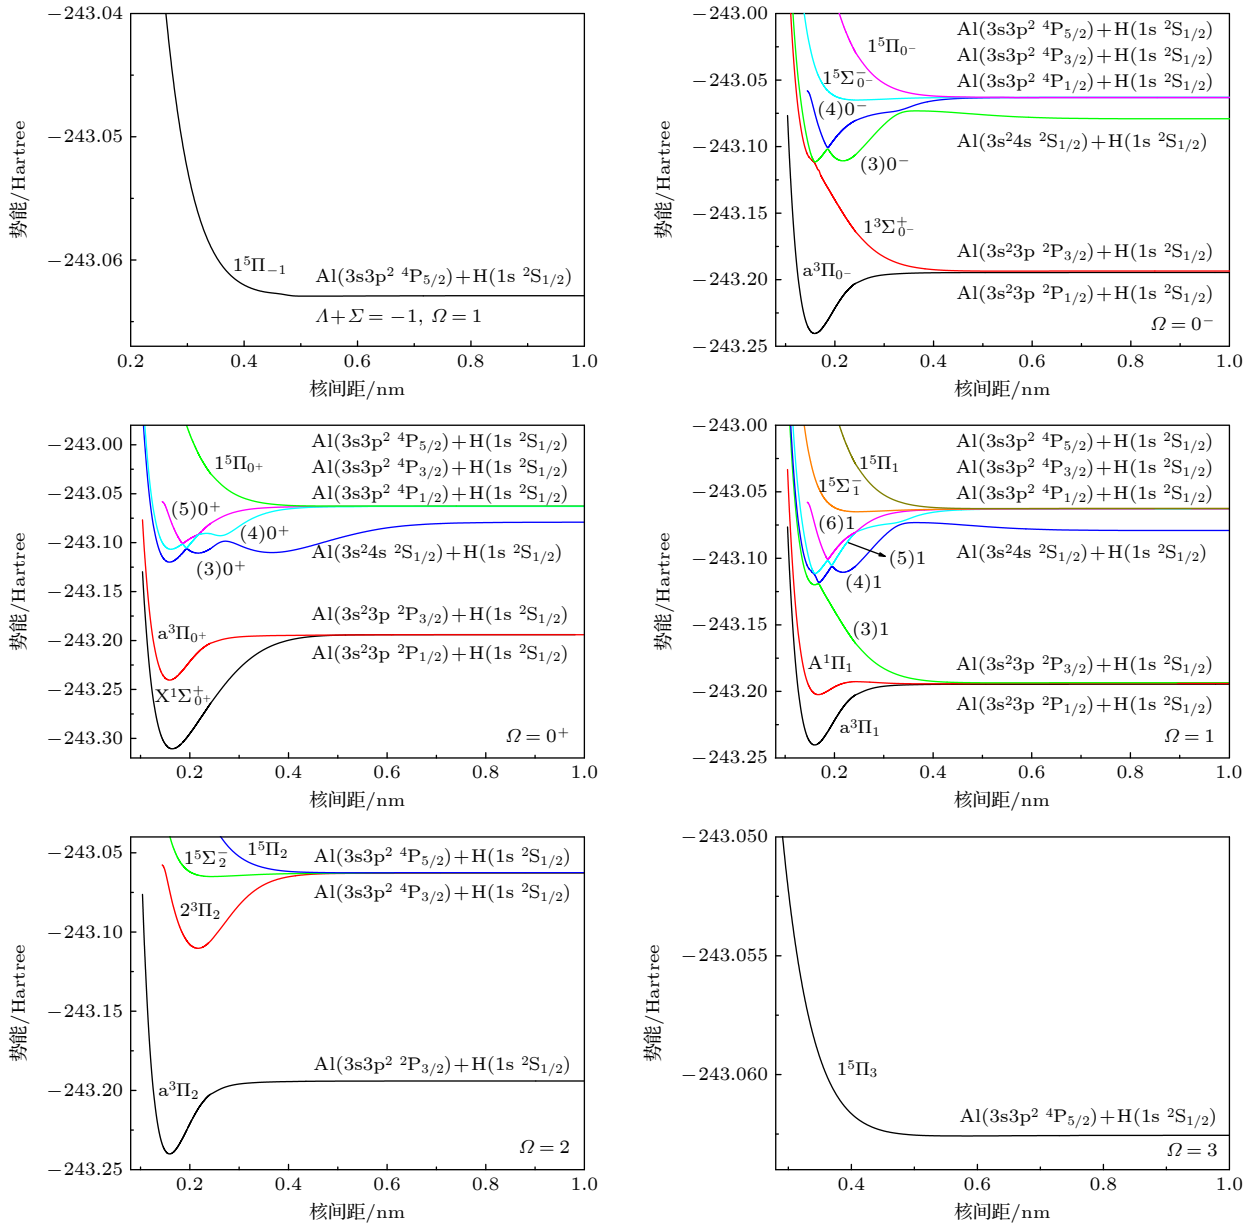 −243.04
−243.05
−243.06
势能/Hartree
1⁵Π₋₁
Al(3s3p² ⁴P₅/₂)+H(1s ²S₁/₂)
Λ+Σ=−1, Ω=1
0.2 0.4 0.6 0.8 1.0
核间距/nm
−243.00
−243.05
−243.10
−243.15
−243.20
−243.25
势能/Hartree
Al(3s3p² ⁴P₅/₂)+H(1s ²S₁/₂)
Al(3s3p² ⁴P₃/₂)+H(1s ²S₁/₂)
Al(3s3p² ⁴P₁/₂)+H(1s ²S₁/₂)
1⁵Π₀₋
1⁵Σ⁻₀₋
(4)0⁻
Al(3s²4s ²S₁/₂)+H(1s ²S₁/₂)
(3)0⁻
1³Σ⁺₀₋
Al(3s²3p ²P₃/₂)+H(1s ²S₁/₂)
a³Π₀₋
Al(3s²3p ²P₁/₂)+H(1s ²S₁/₂)
Ω=0⁻
0.2 0.4 0.6 0.8 1.0
核间距/nm
−243.00
−243.05
−243.10
−243.15
−243.20
−243.25
−243.30
势能/Hartree
Al(3s3p² ⁴P₅/₂)+H(1s ²S₁/₂)
1⁵Π₀₊
Al(3s3p² ⁴P₃/₂)+H(1s ²S₁/₂)
Al(3s3p² ⁴P₁/₂)+H(1s ²S₁/₂)
(5)0⁺
(4)0⁺
Al(3s²4s ²S₁/₂)+H(1s ²S₁/₂)
(3)0⁺
Al(3s²3p ²P₃/₂)+H(1s ²S₁/₂)
a³Π₀₊
Al(3s²3p ²P₁/₂)+H(1s ²S₁/₂)
X¹Σ⁺₀₊
Ω=0⁺
0.2 0.4 0.6 0.8 1.0
核间距/nm
−243.00
−243.05
−243.10
−243.15
−243.20
−243.25
势能/Hartree
Al(3s3p² ⁴P₅/₂)+H(1s ²S₁/₂)
1⁵Π₁
Al(3s3p² ⁴P₃/₂)+H(1s ²S₁/₂)
1⁵Σ⁻₁
Al(3s3p² ⁴P₁/₂)+H(1s ²S₁/₂)
(6)1
Al(3s²4s ²S₁/₂)+H(1s ²S₁/₂)
(5)1
(4)1
(3)1
A¹Π₁
Al(3s²3p ²P₃/₂)+H(1s ²S₁/₂)
Al(3s²3p ²P₁/₂)+H(1s ²S₁/₂)
a³Π₁
Ω=1
0.2 0.4 0.6 0.8 1.0
核间距/nm
−243.05
−243.10
−243.15
−243.20
−243.25
势能/Hartree
1⁵Σ⁻₂
1⁵Π₂
Al(3s3p² ⁴P₅/₂)+H(1s ²S₁/₂)
Al(3s3p² ⁴P₃/₂)+H(1s ²S₁/₂)
2³Π₂
Al(3s3p² ²P₃/₂)+H(1s ²S₁/₂)
a³Π₂
Ω=2
0.2 0.4 0.6 0.8 1.0
核间距/nm
−243.050
−243.055
−243.060
势能/Hartree
1⁵Π₃
Al(3s3p² ⁴P₅/₂)+H(1s ²S₁/₂)
Ω=3
0.4 0.6 0.8 1.0
核间距/nm